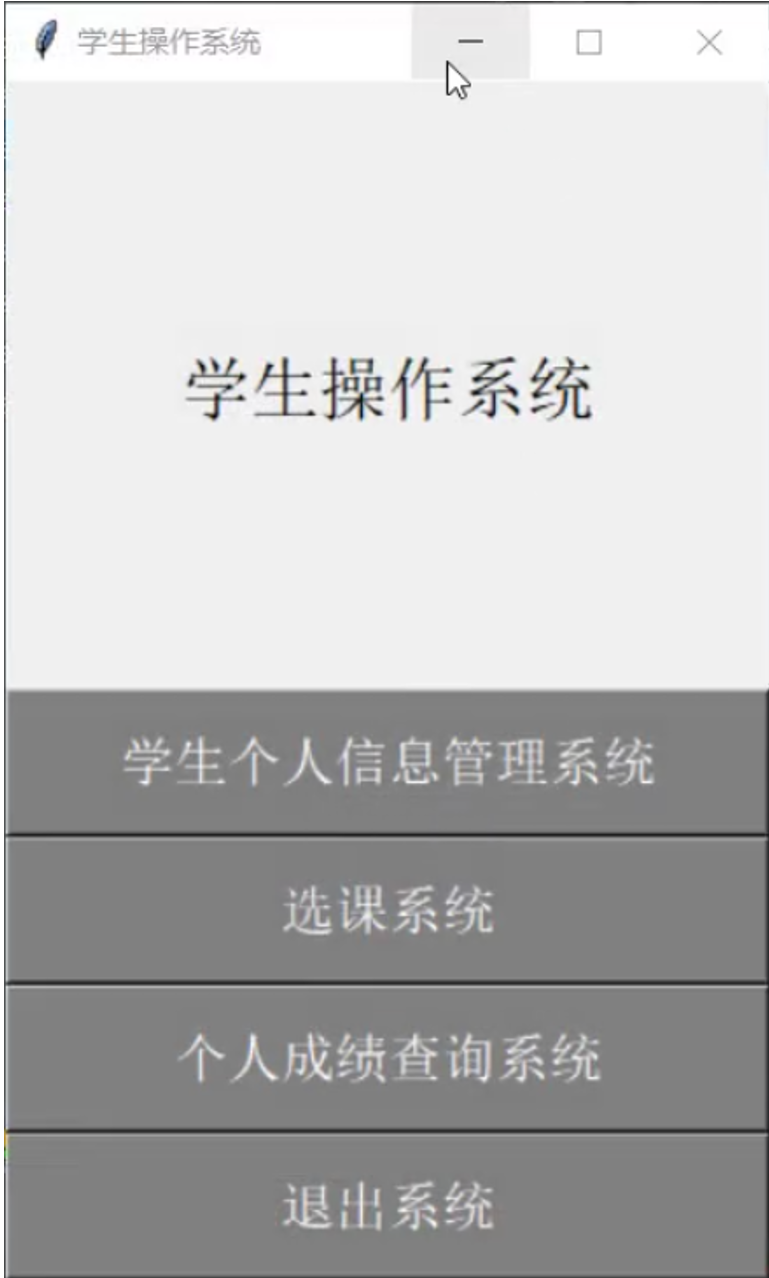 学生操作系统
学生操作系统
学生个人信息管理系统
选课系统
个人成绩查询系统
退出系统